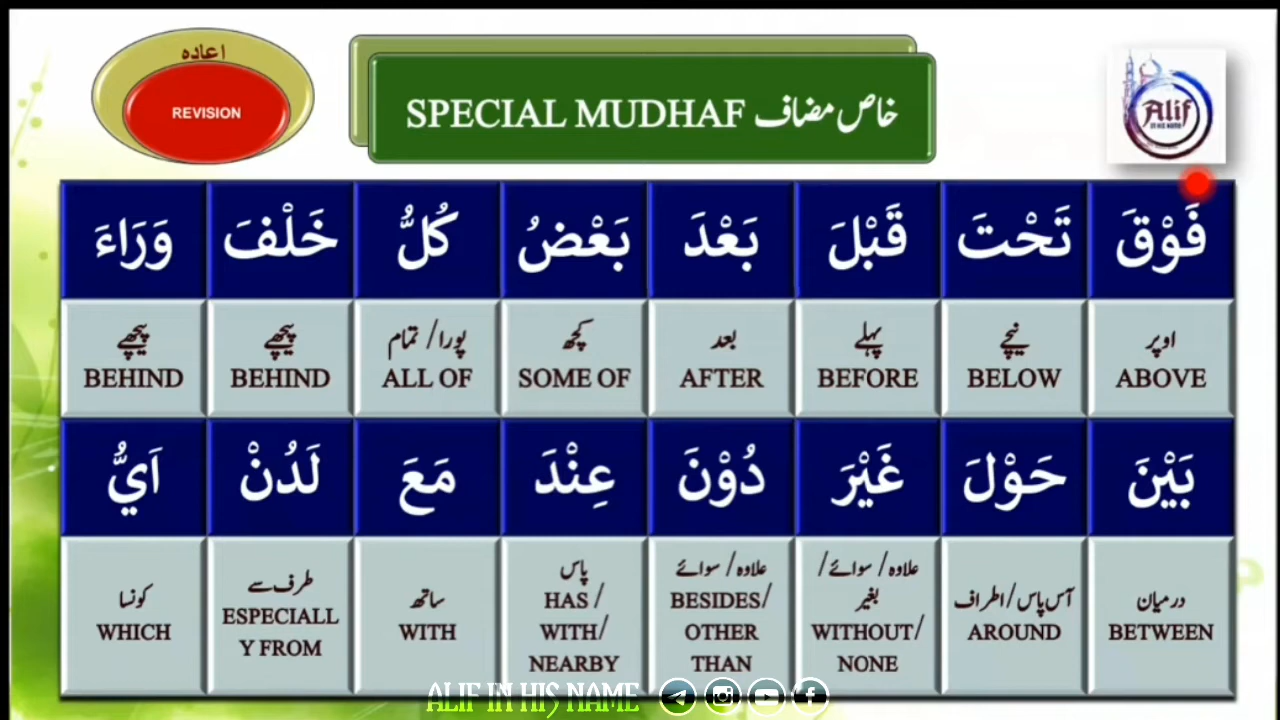 اعادہ
REVISION
SPECIAL MUDHAF خاص مضاف
Alif
IN HIS NAME
فَوْقَ تَحْتَ قَبْلَ بَعْدَ بَعْضُ كُلُّ خَلْفَ وَرَاءَ
اوپر نیچے پہلے بعد کچھ پورا/ تمام پیچھے پیچھے
ABOVE BELOW BEFORE AFTER SOME OF ALL OF BEHIND BEHIND
بَيْنَ حَوْلَ غَيْرَ دُوْنَ عِنْدَ مَعَ لَدُنْ اَيُّ
درمیان
BETWEEN
آس پاس/اطراف
AROUND
علاوہ/ سوائے/
بغیر
WITHOUT/
NONE
علاوہ/ سوائے
BESIDES/
OTHER
THAN
پاس
HAS /
WITH/
NEARBY
ساتھ
WITH
طرف سے
ESPECIALL
Y FROM
کونسا
WHICH
ALIF IN HIS NAME